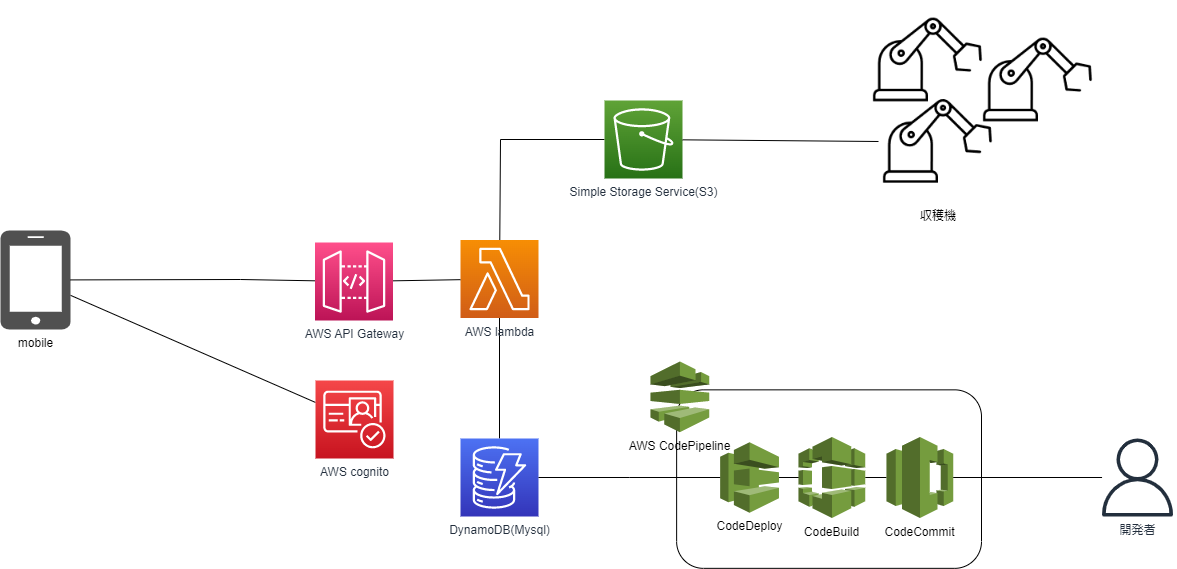 Simple Storage Service(S3)
収穫機
mobile
AWS API Gateway
AWS lambda
AWS cognito
AWS CodePipeline
DynamoDB(Mysql)
CodeDeploy
CodeBuild
CodeCommit
開発者